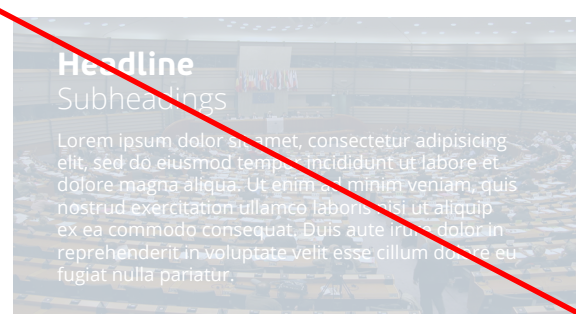 Headline
Subheadings
Lorem ipsum dolor sit amet, consectetur adipisicing
elit, sed do eiusmod tempor incididunt ut labore et
dolore magna aliqua. Ut enim ad minim veniam, quis
nostrud exercitation ullamco laboris nisi ut aliquip
ex ea commodo consequat. Duis aute irure dolor in
reprehenderit in voluptate velit esse cillum dolore eu
fugiat nulla pariatur.